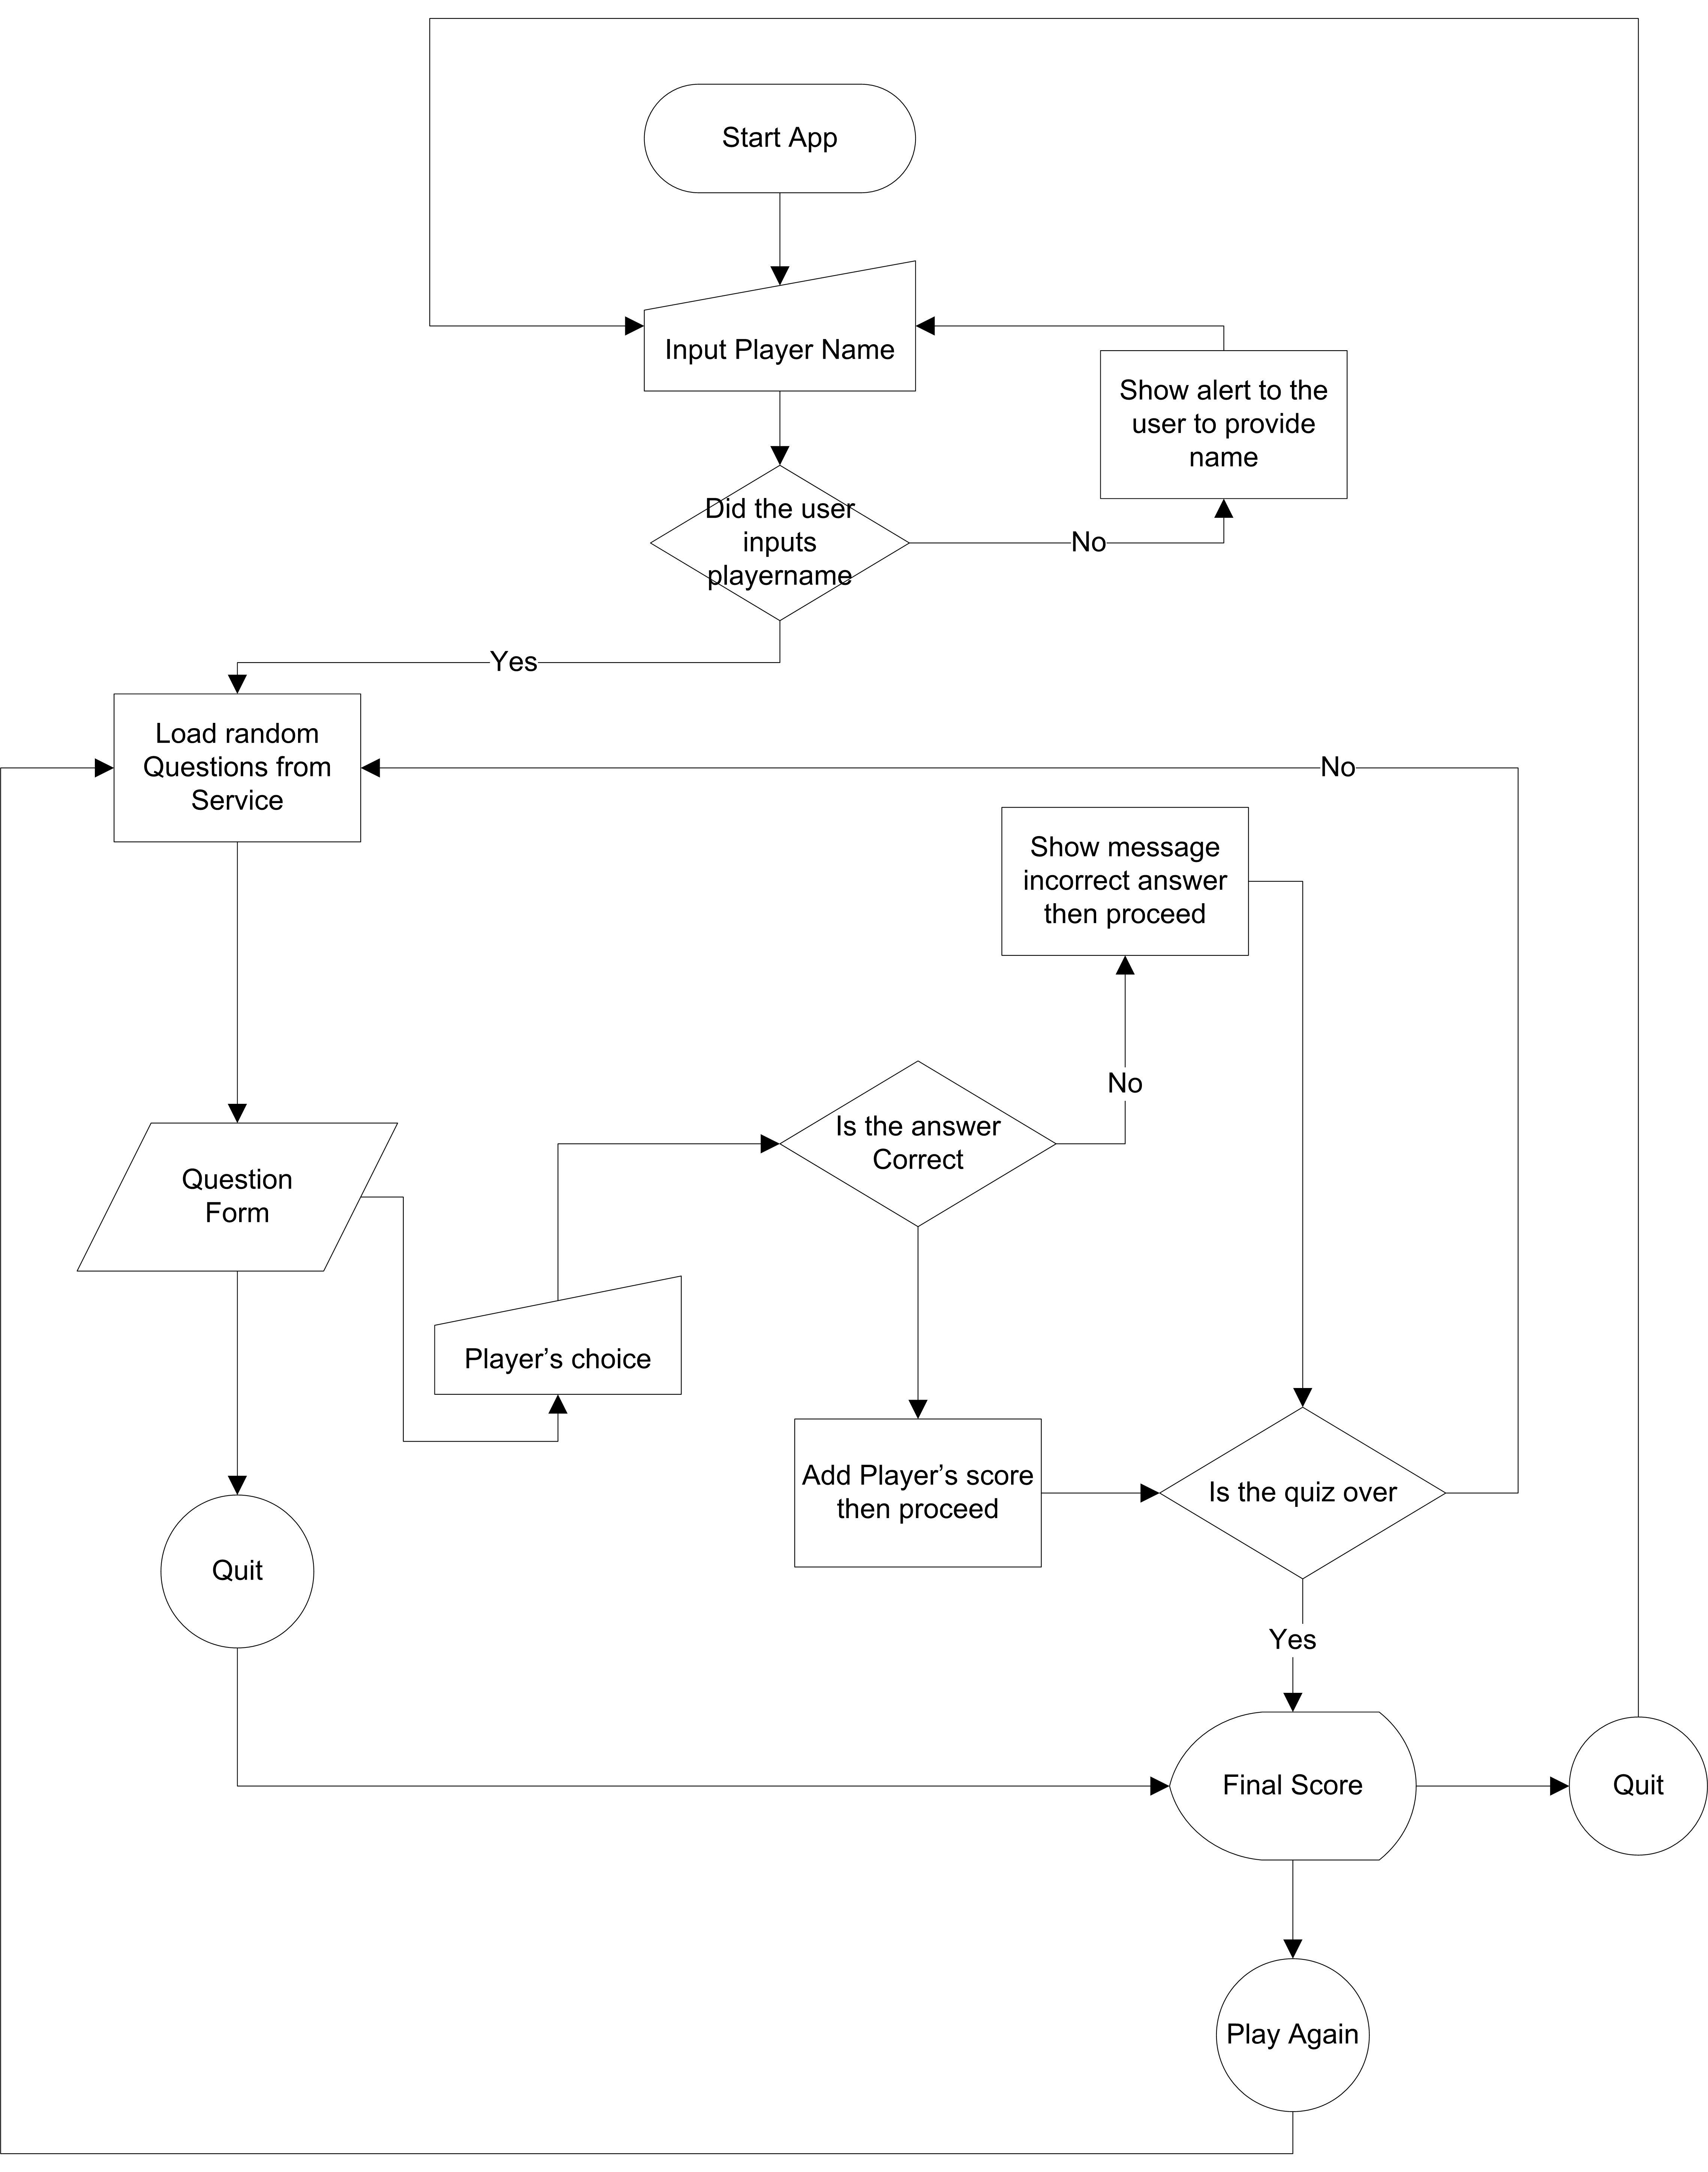 Start App
Input Player Name
Show alert to the
user to provide
name
Did the user
inputs
playername
No
Yes
Load random
Questions from
Service
No
Show message
incorrect answer
then proceed
No
Is the answer
Correct
Question
Form
Player’s choice
Add Player’s score
then proceed
Is the quiz over
Quit
Yes
Final Score
Quit
Play Again